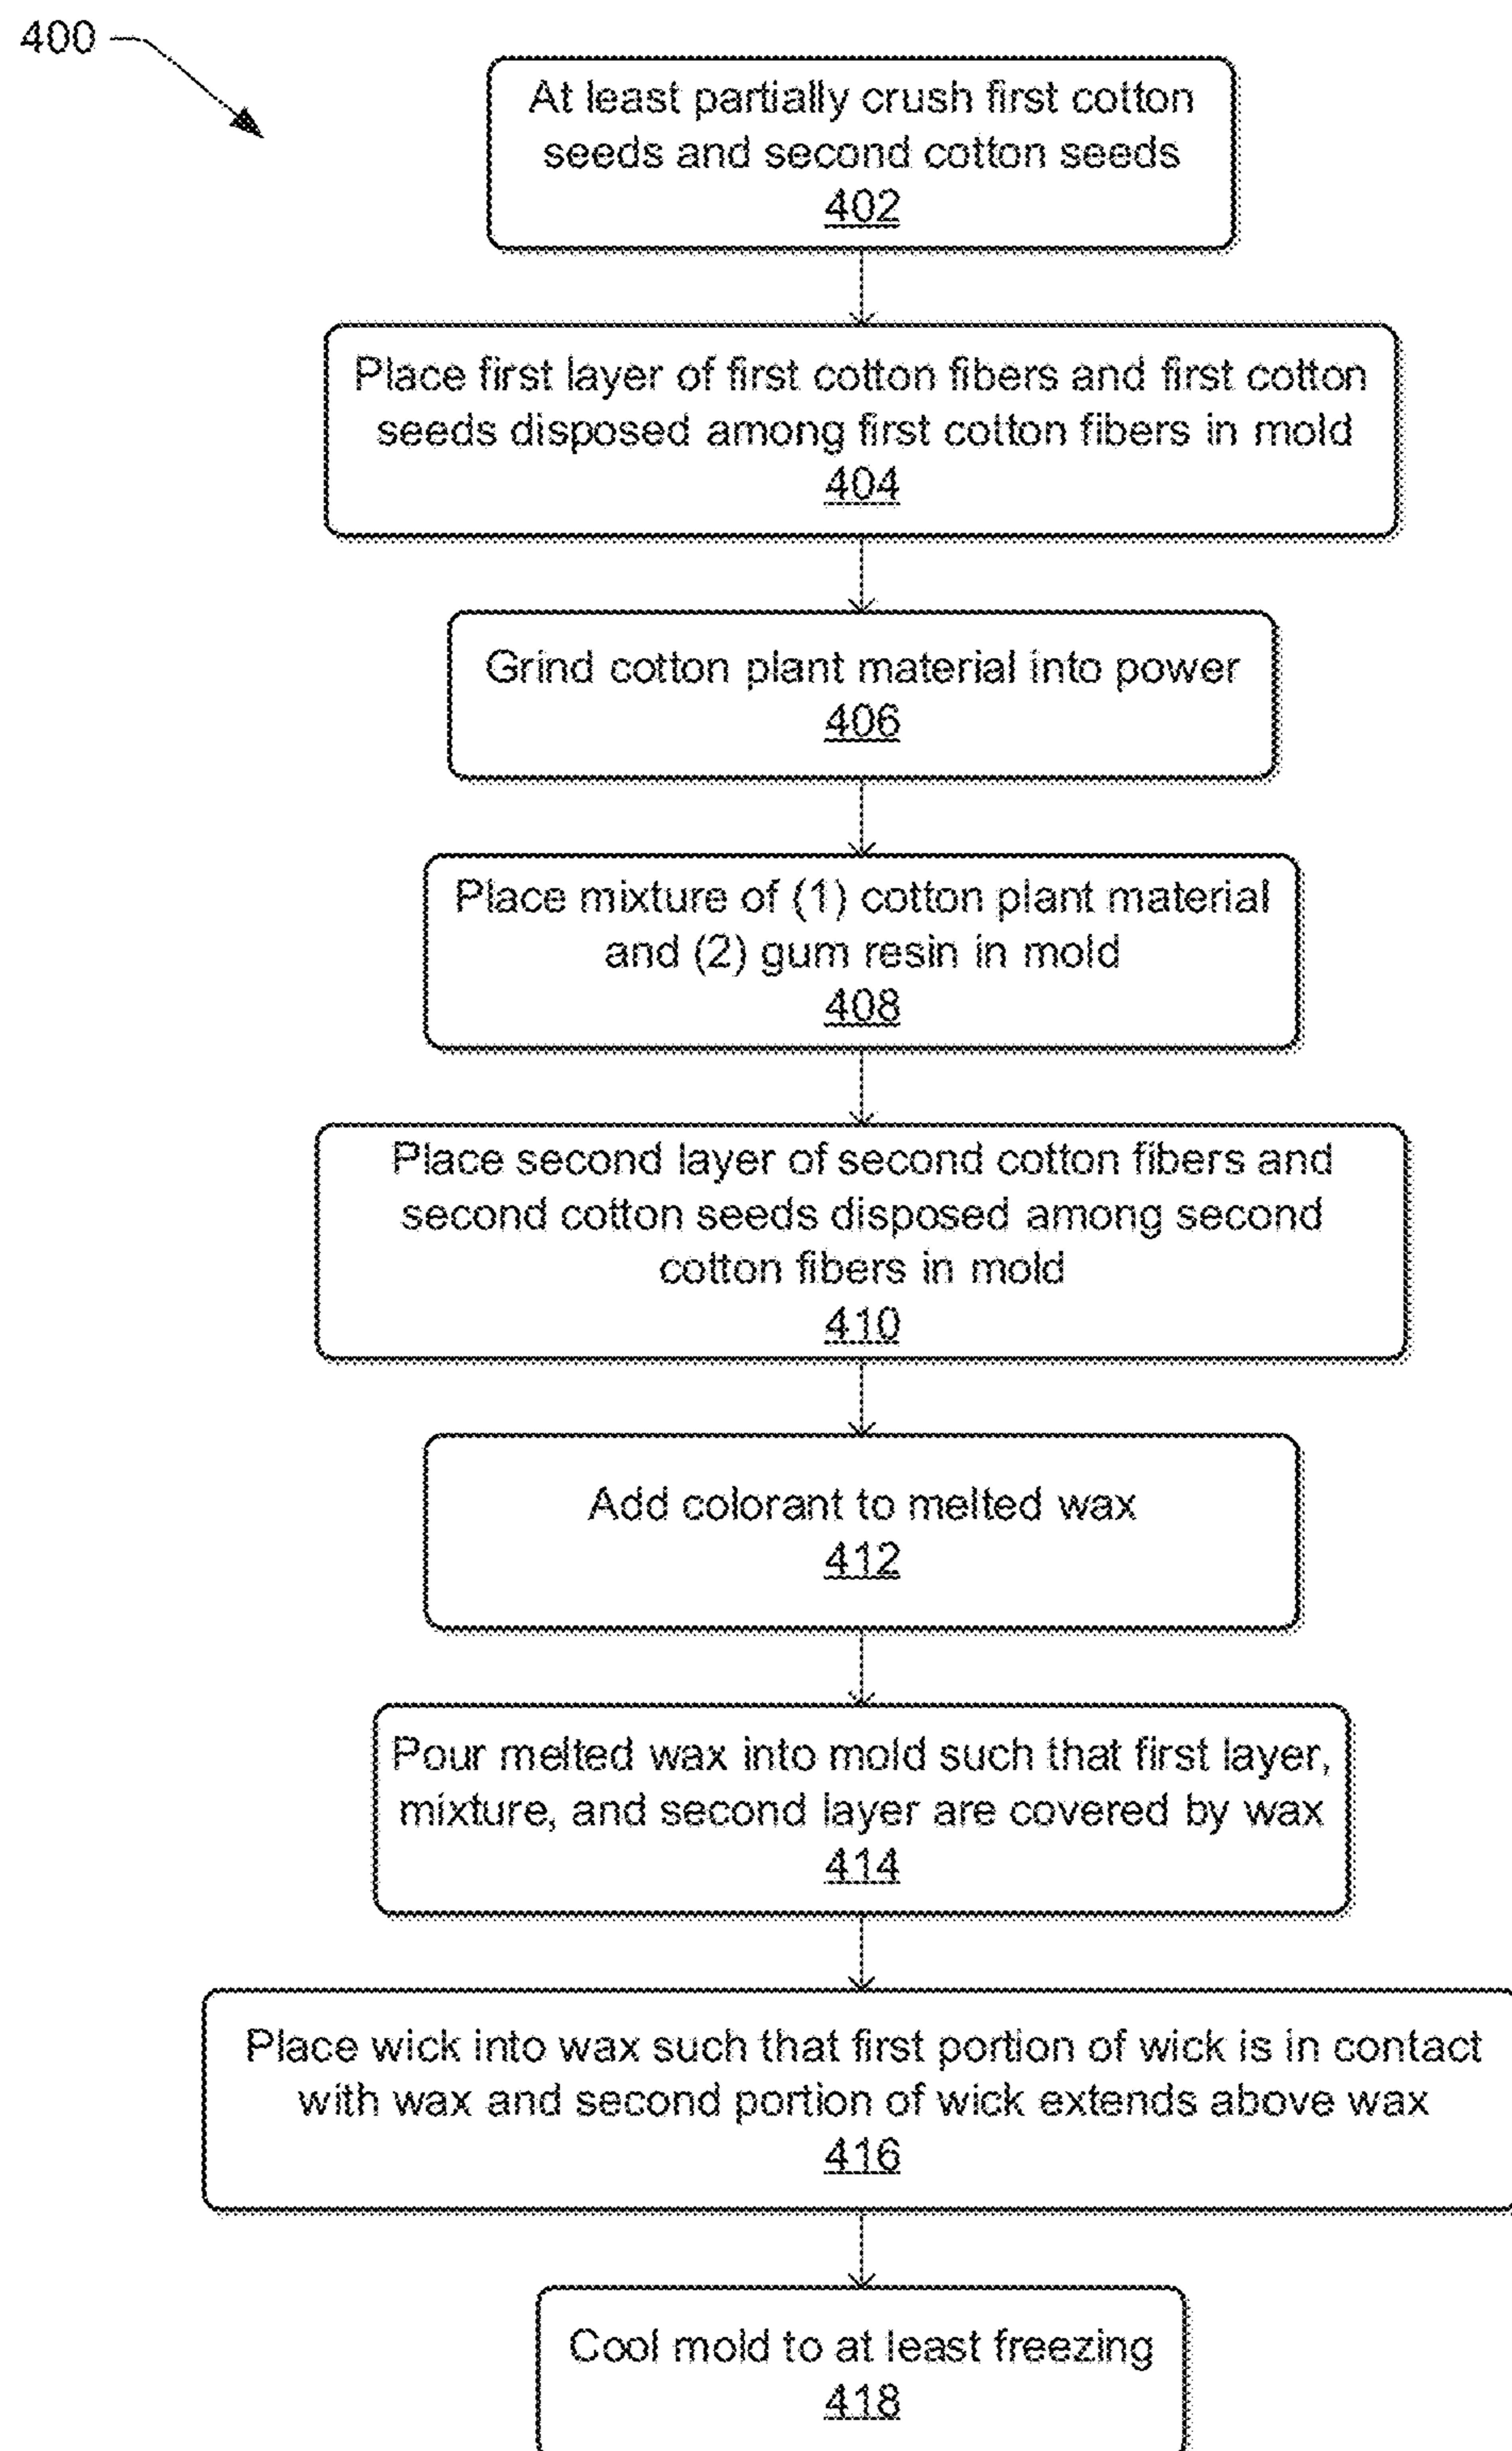 400
At least partially crush first cotton
seeds and second cotton seeds
402
Place first layer of first cotton fibers and first cotton
seeds disposed among first cotton fibers in mold
404
Grind cotton plant material into power
406
Place mixture of (1) cotton plant material
and (2) gum resin in mold
408
Place second layer of second cotton fibers and
second cotton seeds disposed among second
cotton fibers in mold
410
Add colorant to melted wax
412
Pour melted wax into mold such that first layer,
mixture, and second layer are covered by wax
414
Place wick into wax such that first portion of wick is in contact
with wax and second portion of wick extends above wax
416
Cool mold to at least freezing
418